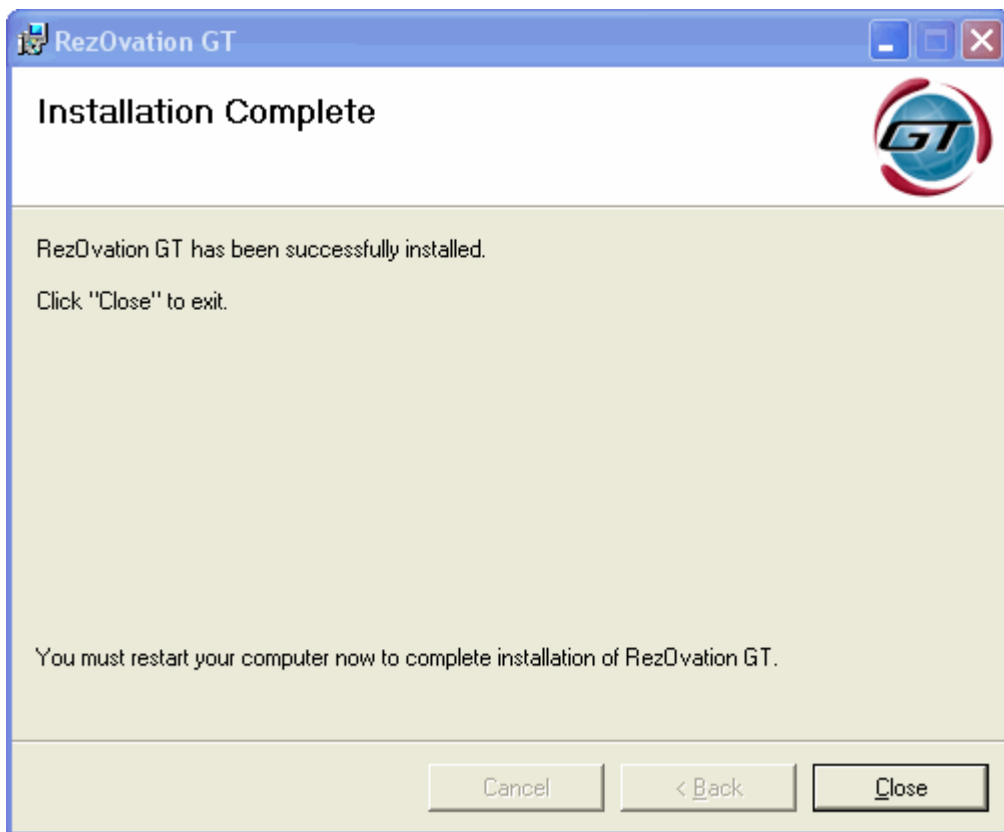 RezOvation GT
Installation Complete
GT
RezOvation GT has been successfully installed.
Click "Close" to exit.
You must restart your computer now to complete installation of RezOvation GT.
Cancel
< Back
Close